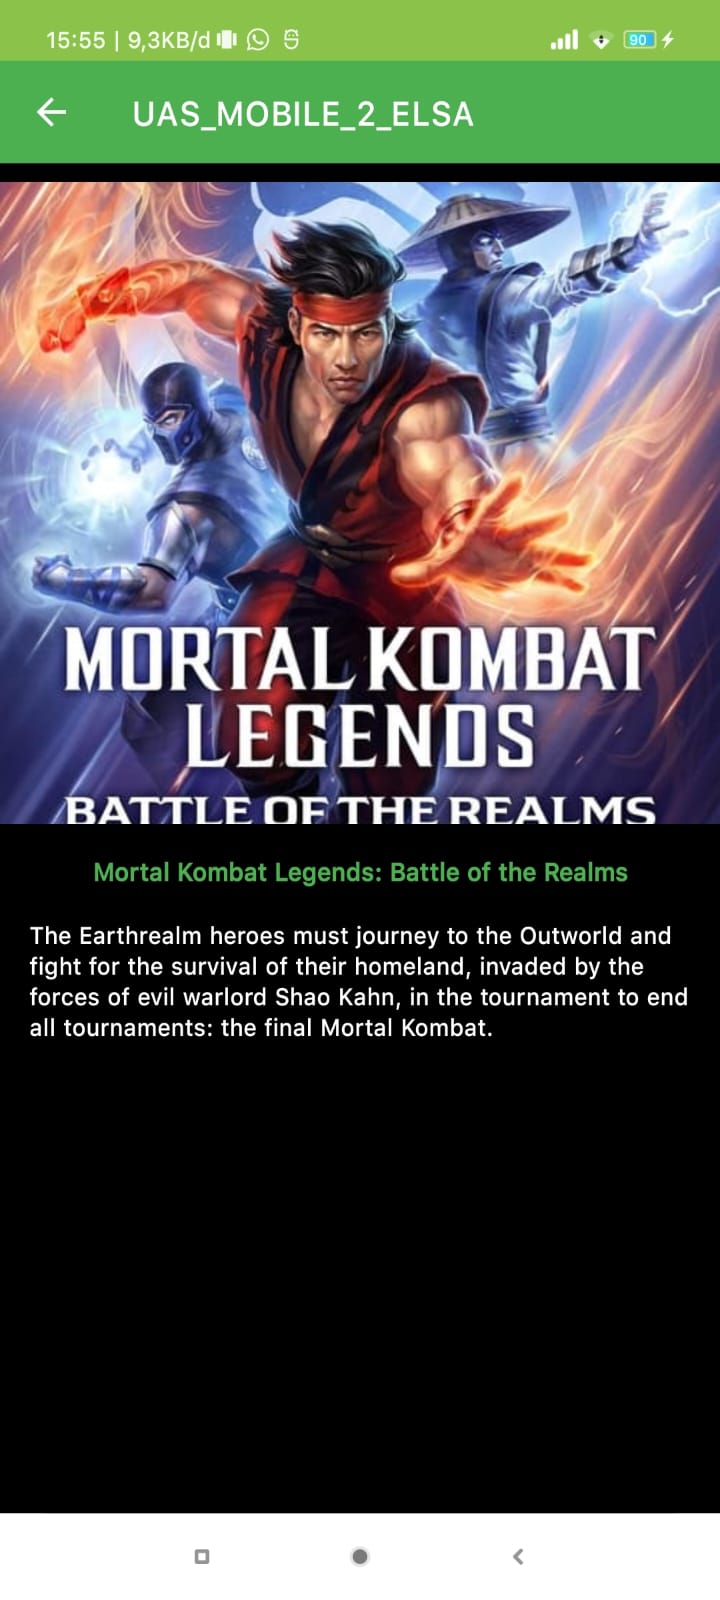 15:55 | 9,3KB/d
90
UAS_MOBILE_2_ELSA
MORTAL KOMBAT
LEGENDS
BATTLE OF THE REALMS
Mortal Kombat Legends: Battle of the Realms
The Earthrealm heroes must journey to the Outworld and
fight for the survival of their homeland, invaded by the
forces of evil warlord Shao Kahn, in the tournament to end
all tournaments: the final Mortal Kombat.